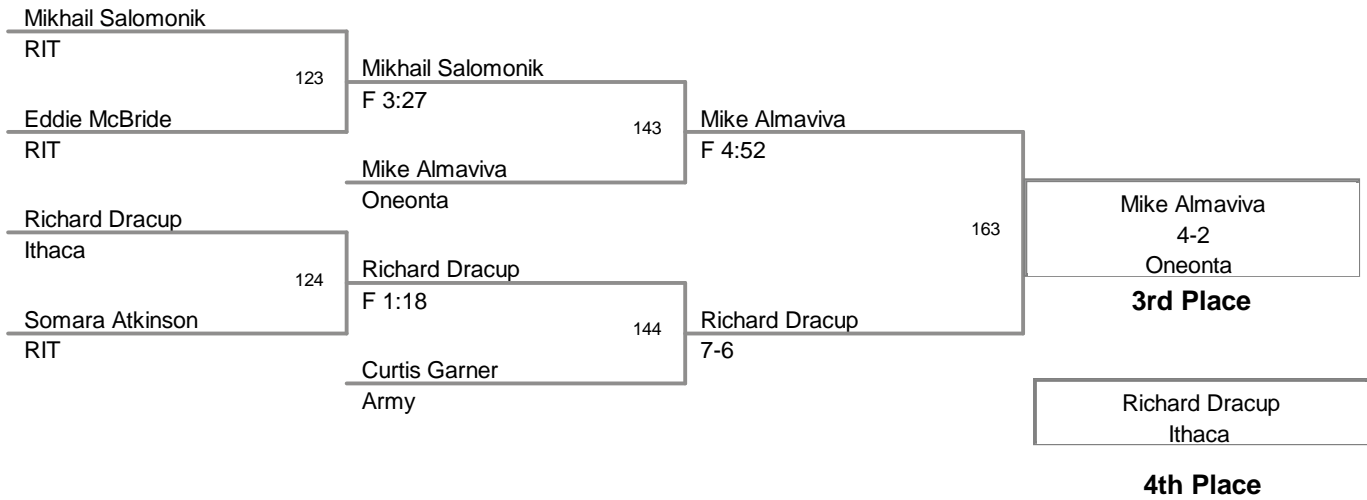 Mikhail Salomonik
RIT
123
Eddie McBride
RIT
Mikhail Salomonik
F 3:27
143
Mike Almaviva
Oneonta
Mike Almaviva
F 4:52
Richard Dracup
Ithaca
124
Somara Atkinson
RIT
Richard Dracup
F 1:18
144
Curtis Garner
Army
Richard Dracup
7-6
163
Mike Almaviva
4-2
Oneonta
3rd Place
Richard Dracup
Ithaca
4th Place